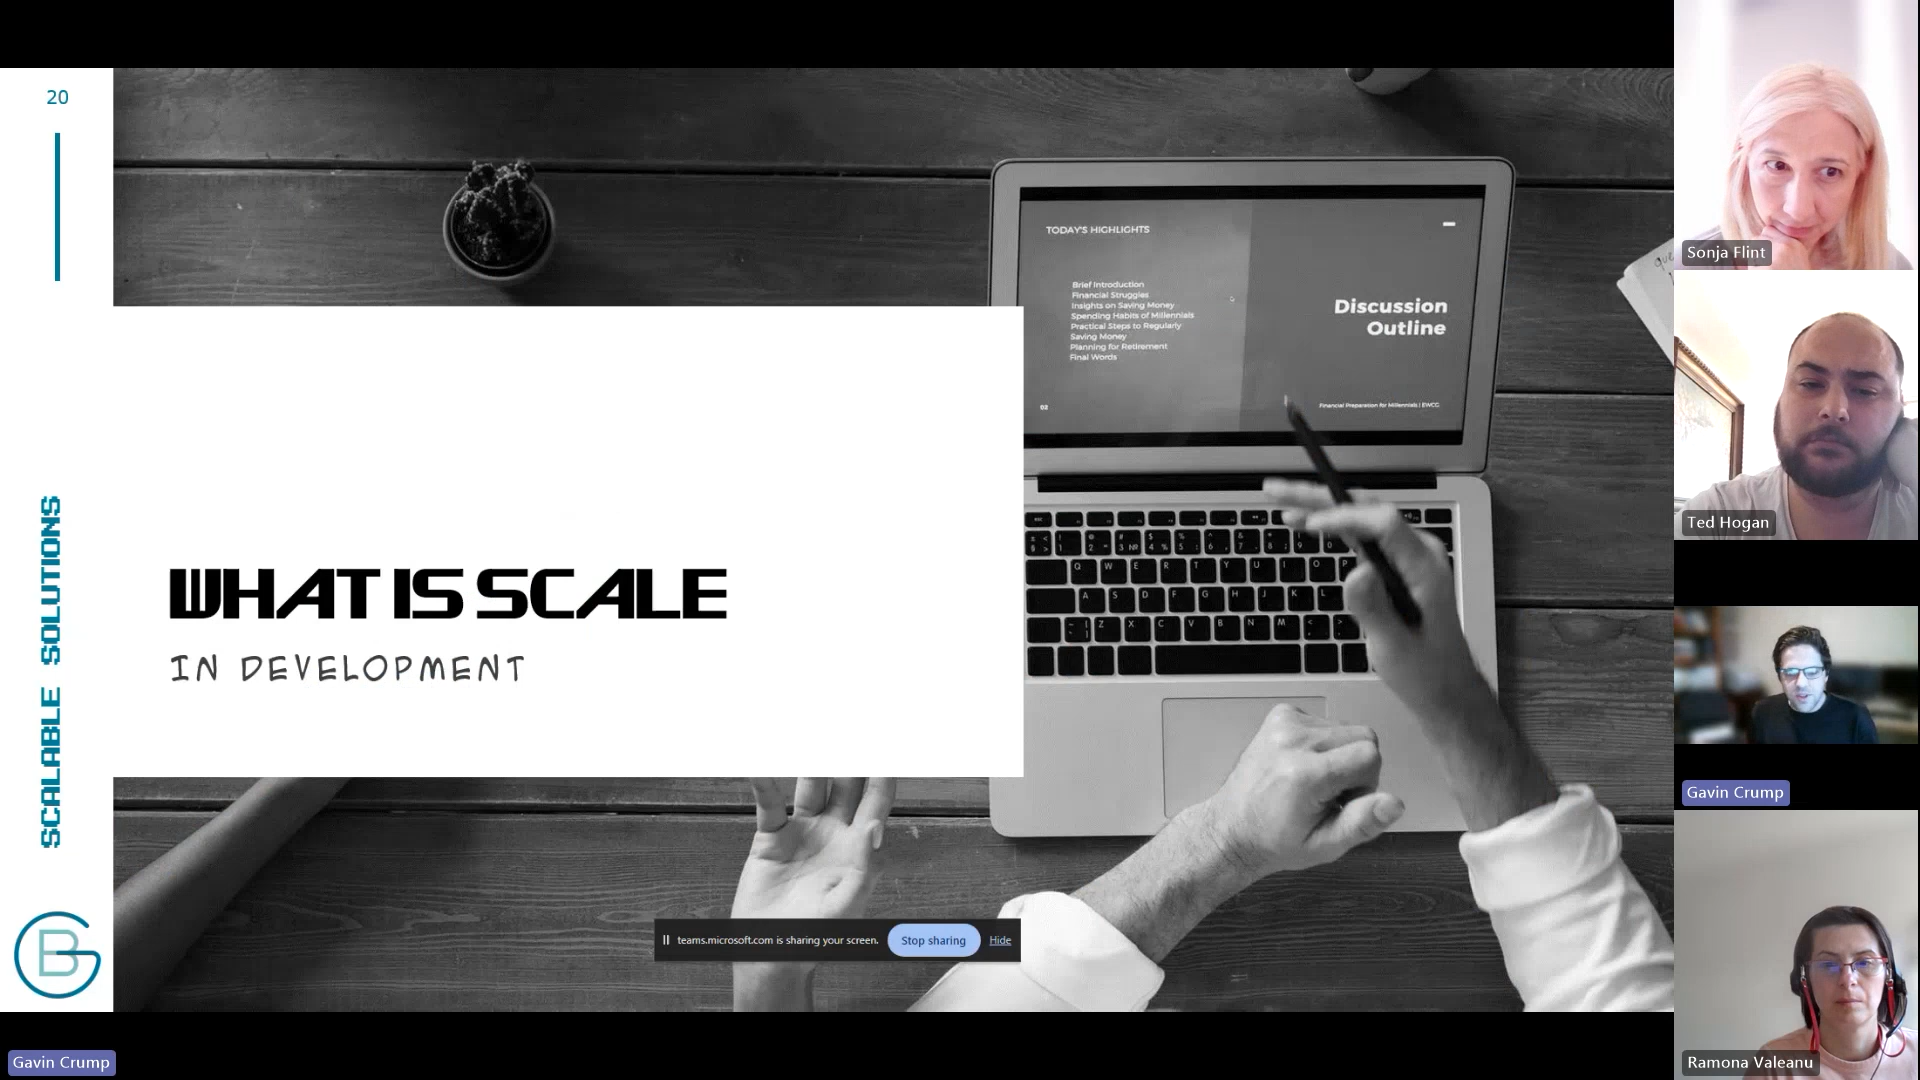 20
SCALABLE SOLUTIONS
BG
WHAT IS SCALE
IN DEVELOPMENT
TODAY'S HIGHLIGHTS
Brief Introduction
Financial Struggles
Insights on Saving Money
Spending Habits of Millennials
Practical Steps to Regularly
Saving Money
Planning for Retirement
Final Words
Discussion
Outline
02
Financial Preparation for Millennials | EWCG
teams.microsoft.com is sharing your screen.
Stop sharing
Hide
Gavin Crump
Sonja Flint
Ted Hogan
Gavin Crump
Ramona Valeanu